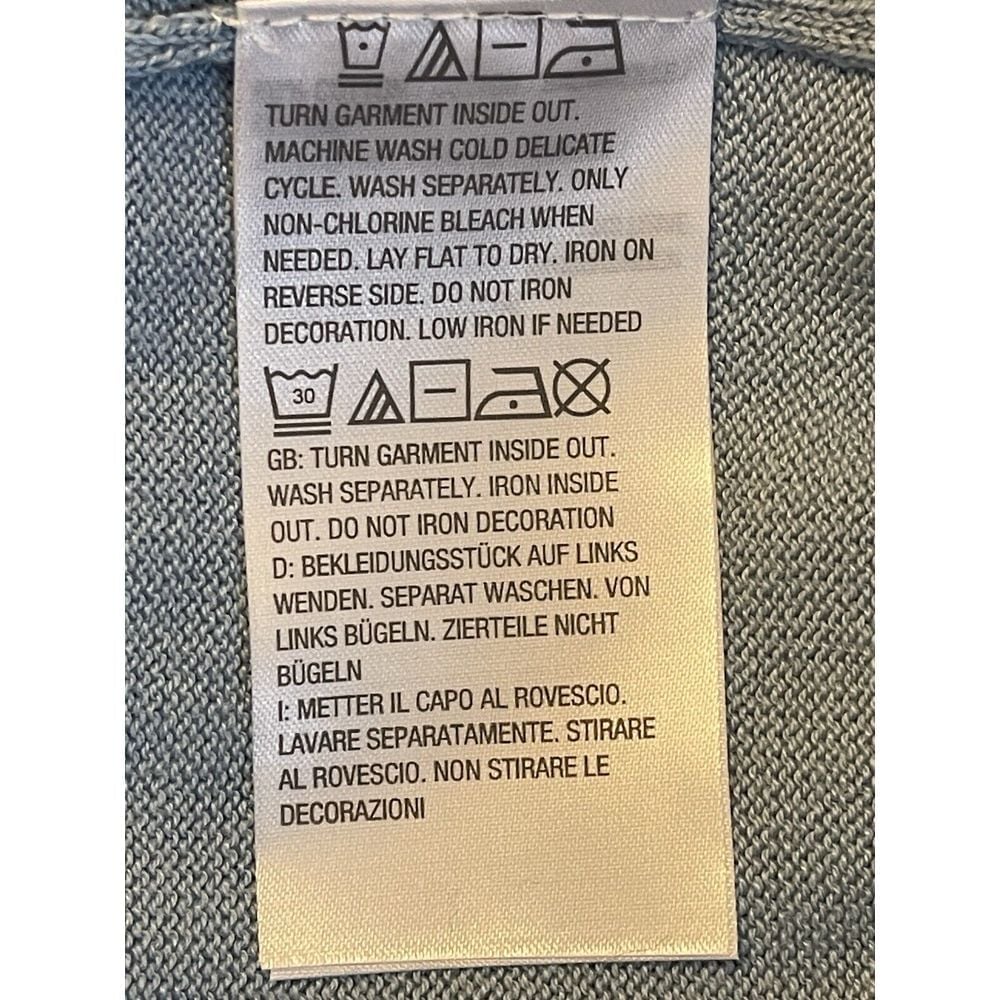 TURN GARMENT INSIDE OUT.
MACHINE WASH COLD DELICATE
CYCLE. WASH SEPARATELY. ONLY
NON-CHLORINE BLEACH WHEN
NEEDED. LAY FLAT TO DRY. IRON ON
REVERSE SIDE. DO NOT IRON
DECORATION. LOW IRON IF NEEDED
30
GB: TURN GARMENT INSIDE OUT.
WASH SEPARATELY. IRON INSIDE
OUT. DO NOT IRON DECORATION
D: BEKLEIDUNGSSTÜCK AUF LINKS
WENDEN. SEPARAT WASCHEN. VON
LINKS BÜGELN. ZIERTEILE NICHT
BÜGELN
I: METTER IL CAPO AL ROVESCIO.
LAVARE SEPARATAMENTE. STIRARE
AL ROVESCIO. NON STIRARE LE
DECORAZIONI